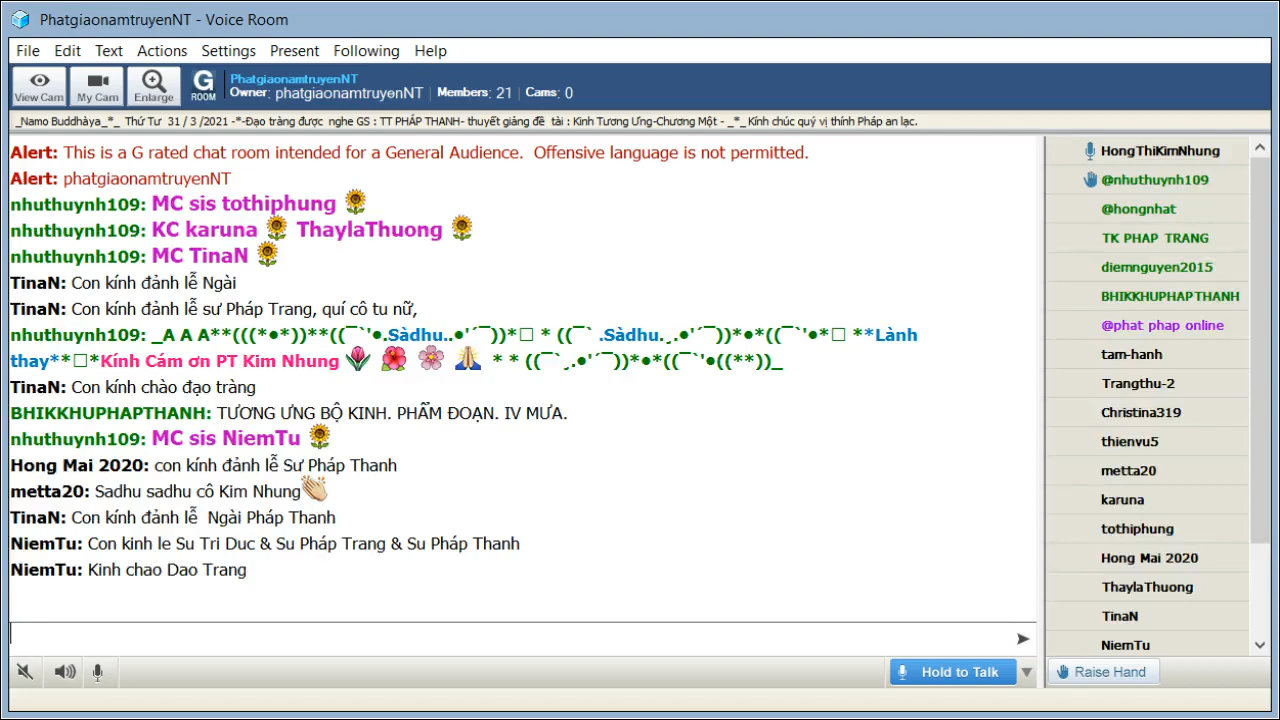 PhatgiaonamtruyenNT - Voice Room
File Edit Text Actions Settings Present Following Help
View Cam My Cam Enlarge G ROOM
PhatgiaonamtruyenNT
Owner: phatgiaonamtruyenNT | Members: 21 | Cams: 0
_Namo Buddhàya_*_ Thứ Tư 31 / 3 /2021 -*-Đạo tràng được nghe GS : TT PHÁP THANH- thuyết giảng đề tài : Kinh Tương Ưng-Chương Một - _*_ Kính chúc quý vị thính Pháp an lạc.
Alert: This is a G rated chat room intended for a General Audience. Offensive language is not permitted.
Alert: phatgiaonamtruyenNT
nhuthuynh109: MC sis tothiphung 🌻
nhuthuynh109: KC karuna 🌻 ThaylaThuong 🌻
nhuthuynh109: MC TinaN 🌻
TinaN: Con kính đảnh lễ Ngài
TinaN: Con kính đảnh lễ sư Pháp Trang, quí cô tu nữ,
nhuthuynh109: _A A A**(((*●*))**((¯`'●.Sàdhu..●'´¯))*□ * ((¯` .Sàdhu.¸.●'´¯))*●*((¯`'●*□ **Lành
thay**□*Kính Cám ơn PT Kim Nhung 🌷 🌺 🌸 🙏 * * ((¯`¸.●'´¯))*●*((¯`'●((**))_
TinaN: Con kính chào đạo tràng
BHIKKHUPHAPTHANH: TƯƠNG ƯNG BỘ KINH. PHẨM ĐOẠN. IV MƯA.
nhuthuynh109: MC sis NiemTu 🌻
Hong Mai 2020: con kính đảnh lễ Sư Pháp Thanh
metta20: Sadhu sadhu cô Kim Nhung👏
TinaN: Con kính đảnh lễ Ngài Pháp Thanh
NiemTu: Con kinh le Su Tri Duc & Su Pháp Trang & Su Pháp Thanh
NiemTu: Kinh chao Dao Trang
Hold to Talk
HongThiKimNhung
@nhuthuynh109
@hongnhat
TK PHAP TRANG
diemnguyen2015
BHIKKHUPHAPTHANH
@phat phap online
tam-hanh
Trangthu-2
Christina319
thienvu5
metta20
karuna
tothiphung
Hong Mai 2020
ThaylaThuong
TinaN
NiemTu
Raise Hand